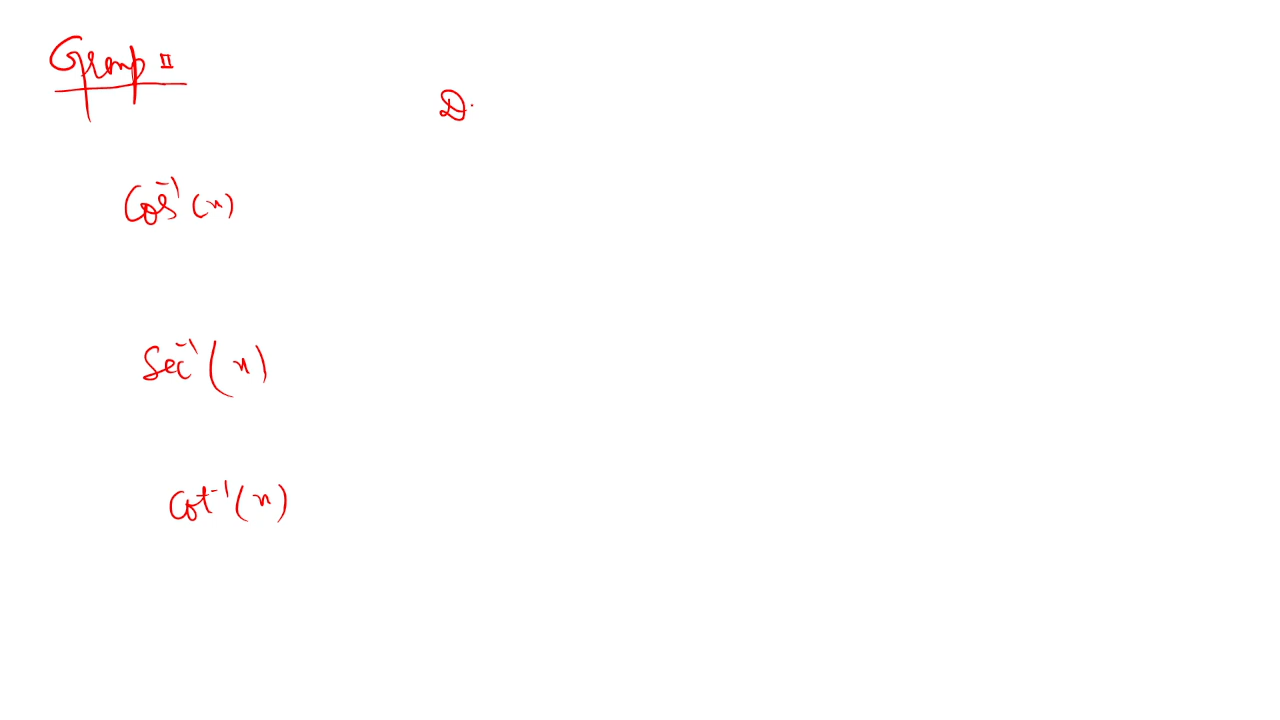 Group II
D.
Cos⁻¹(x)
Sec⁻¹(x)
Cot⁻¹(x)